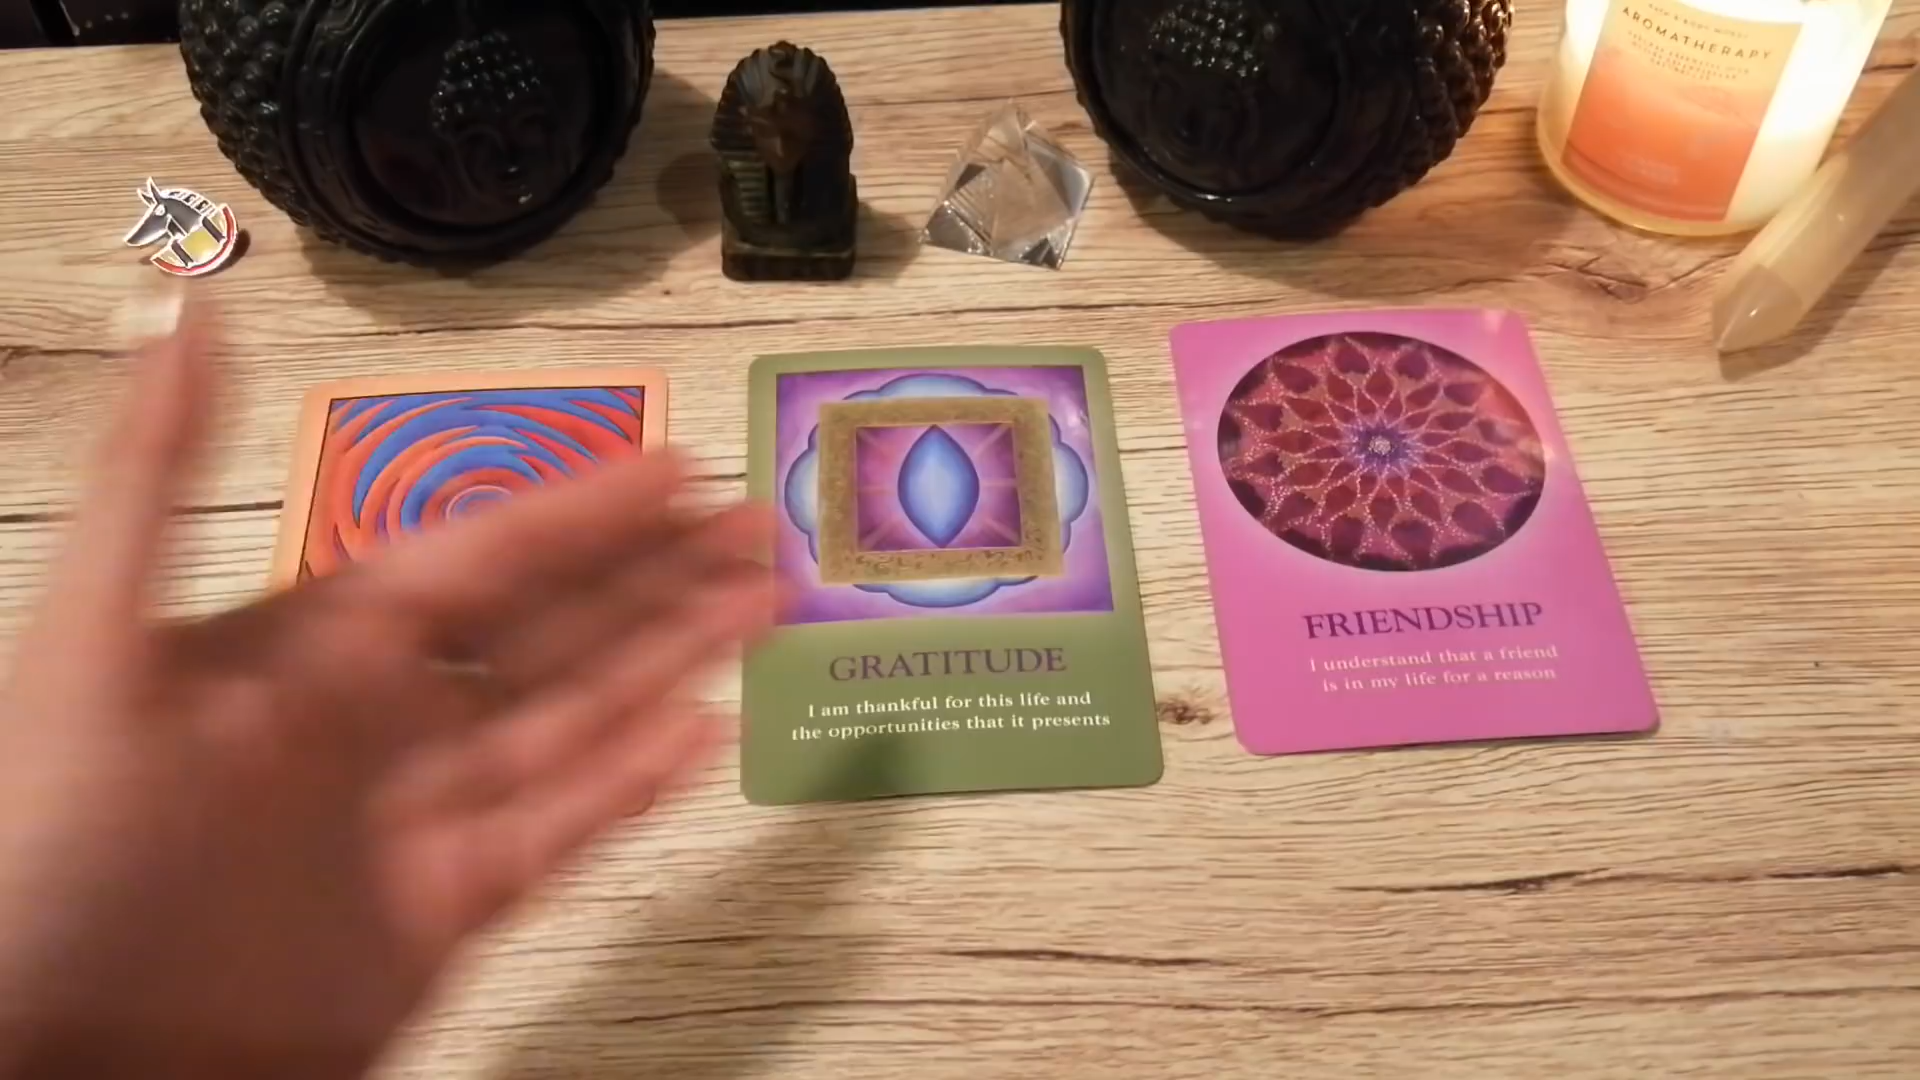 AROMATHERAPY
GRATITUDE
I am thankful for this life and
the opportunities that it presents
FRIENDSHIP
I understand that a friend
is in my life for a reason